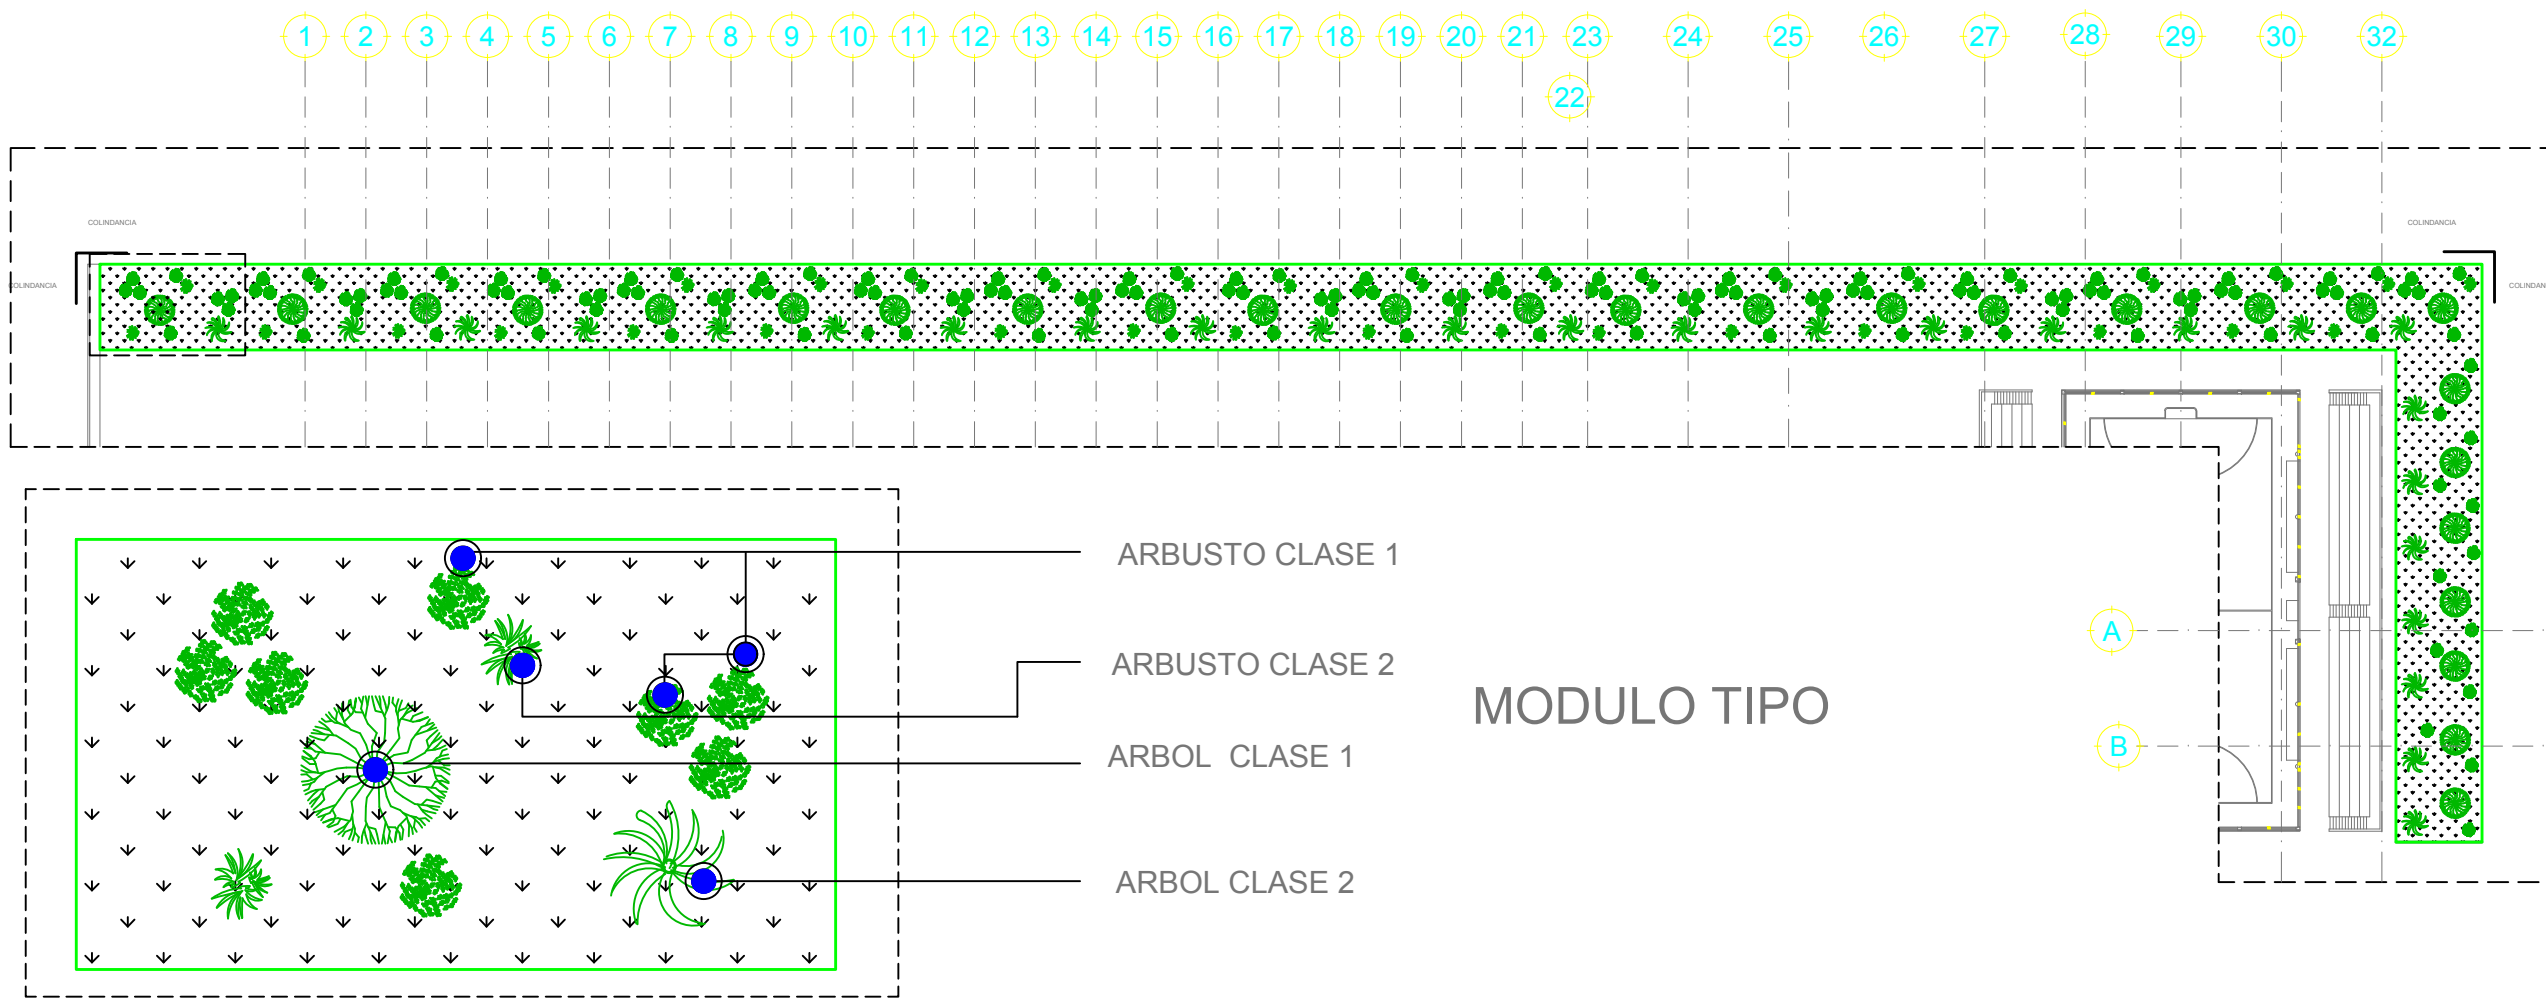 1 2 3 4 5 6 7 8 9 10 11 12 13 14 15 16 17 18 19 20 21 23 24 25 26 27 28 29 30 32
22
COLINDANCIA COLINDANCIA
COLINDANCIA COLINDAN
ARBUSTO CLASE 1
ARBUSTO CLASE 2
ARBOL CLASE 1
ARBOL CLASE 2
MODULO TIPO
A
B